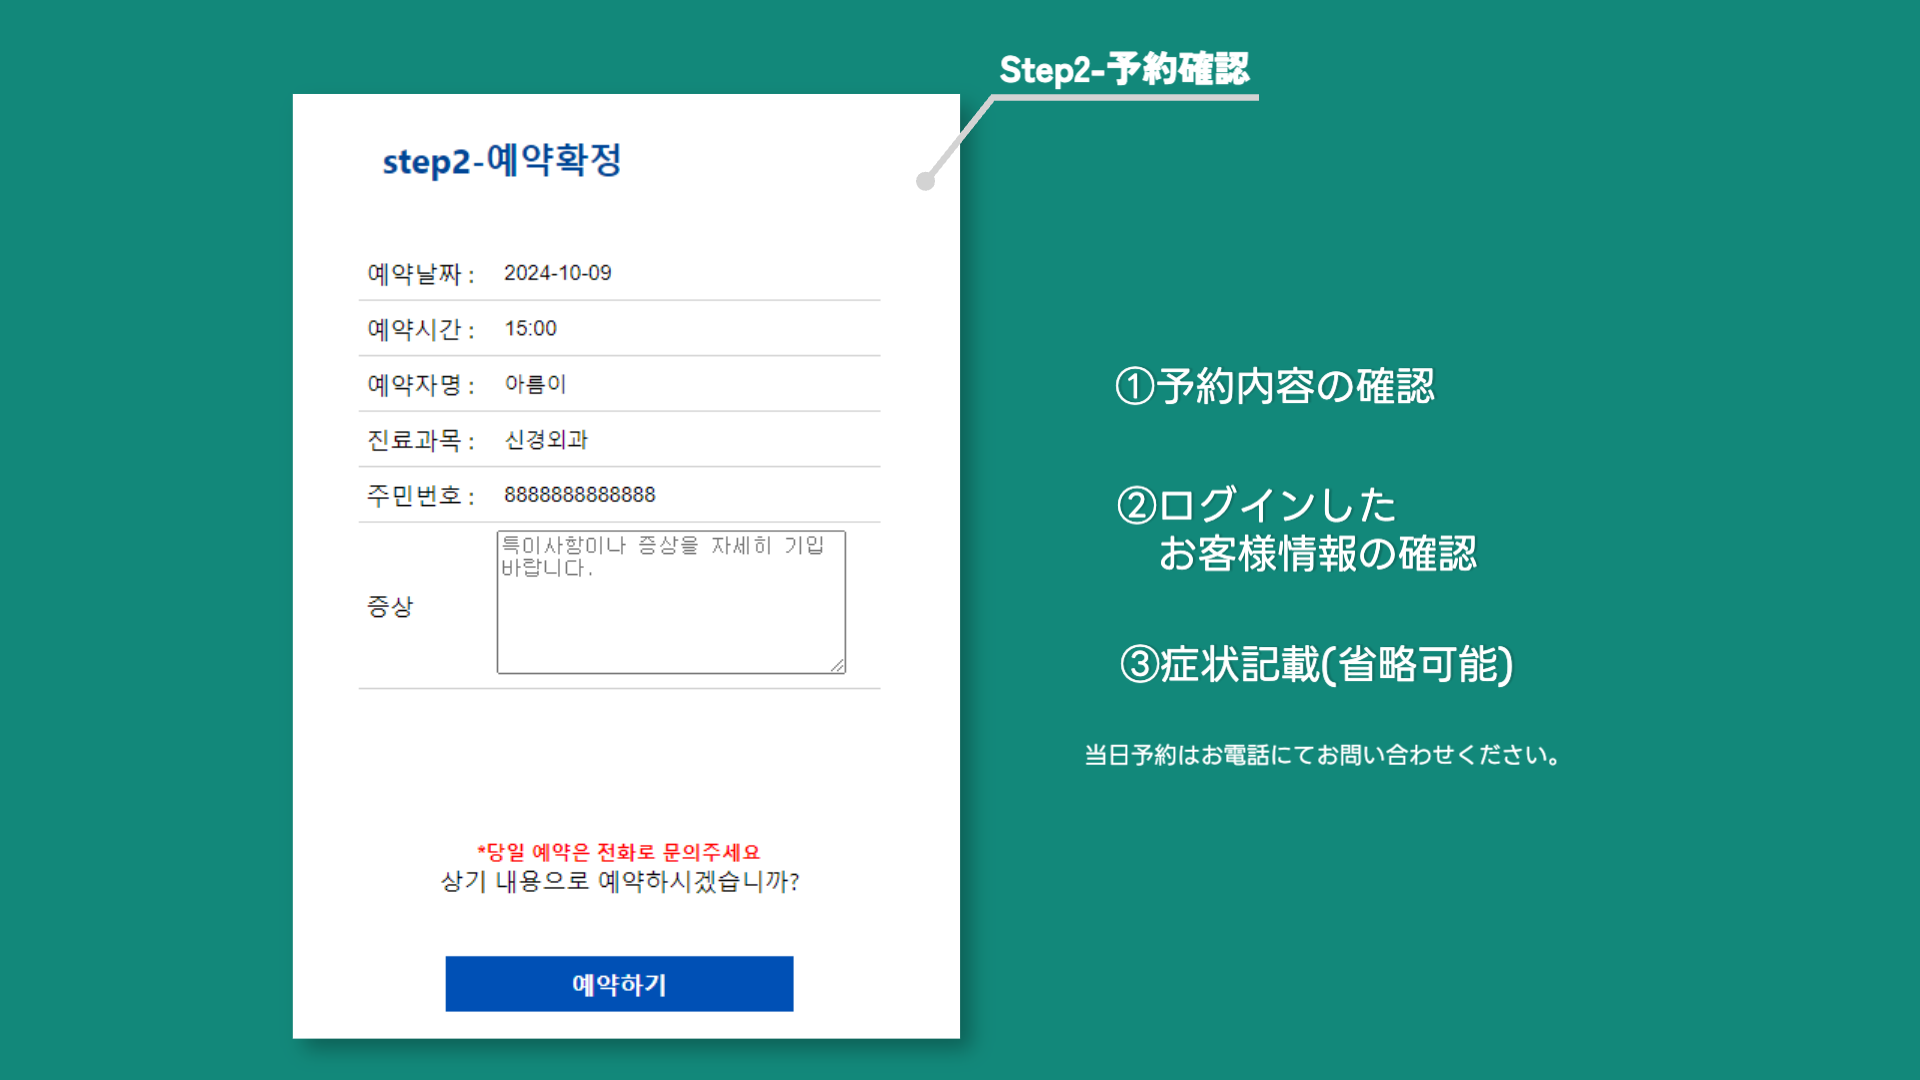 Step2-予約確認
step2-예약확정
예약날짜 : 2024-10-09
예약시간 : 15:00
예약자명 : 아름이
진료과목 : 신경외과
주민번호 : 8888888888888
증상
특이사항이나 증상을 자세히 기입
바랍니다.
*당일 예약은 전화로 문의주세요
상기 내용으로 예약하시겠습니까?
예약하기
①予約内容の確認
②ログインした
お客様情報の確認
③症状記載(省略可能)
当日予約はお電話にてお問い合わせください。